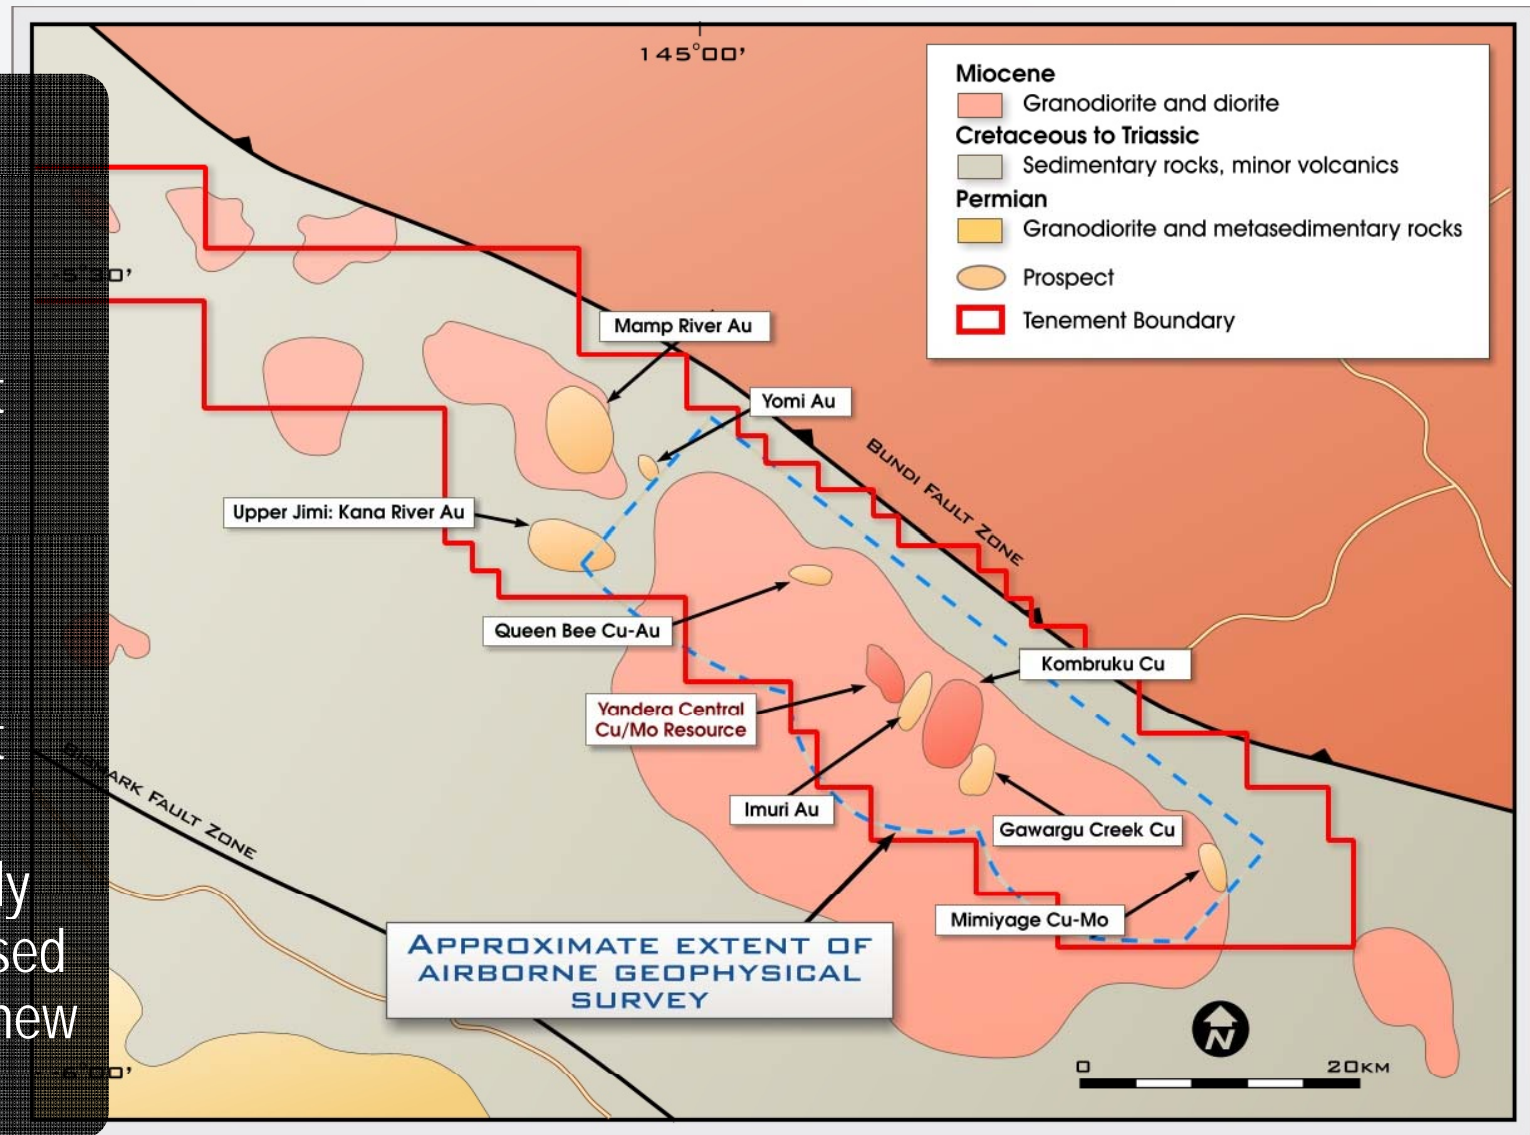 145°00'
Miocene
Granodiorite and diorite
Cretaceous to Triassic
Sedimentary rocks, minor volcanics
Permian
Granodiorite and metasedimentary rocks
Prospect
Tenement Boundary
Mamp River Au
Yomi Au
BUNDI FAULT ZONE
Upper Jimi: Kana River Au
Queen Bee Cu-Au
Kombruku Cu
Yandera Central
Cu/Mo Resource
Imuri Au
Gawargu Creek Cu
Mimiyage Cu-Mo
FAULT ZONE
APPROXIMATE EXTENT OF
AIRBORNE GEOPHYSICAL
SURVEY
new
N
0 20KM